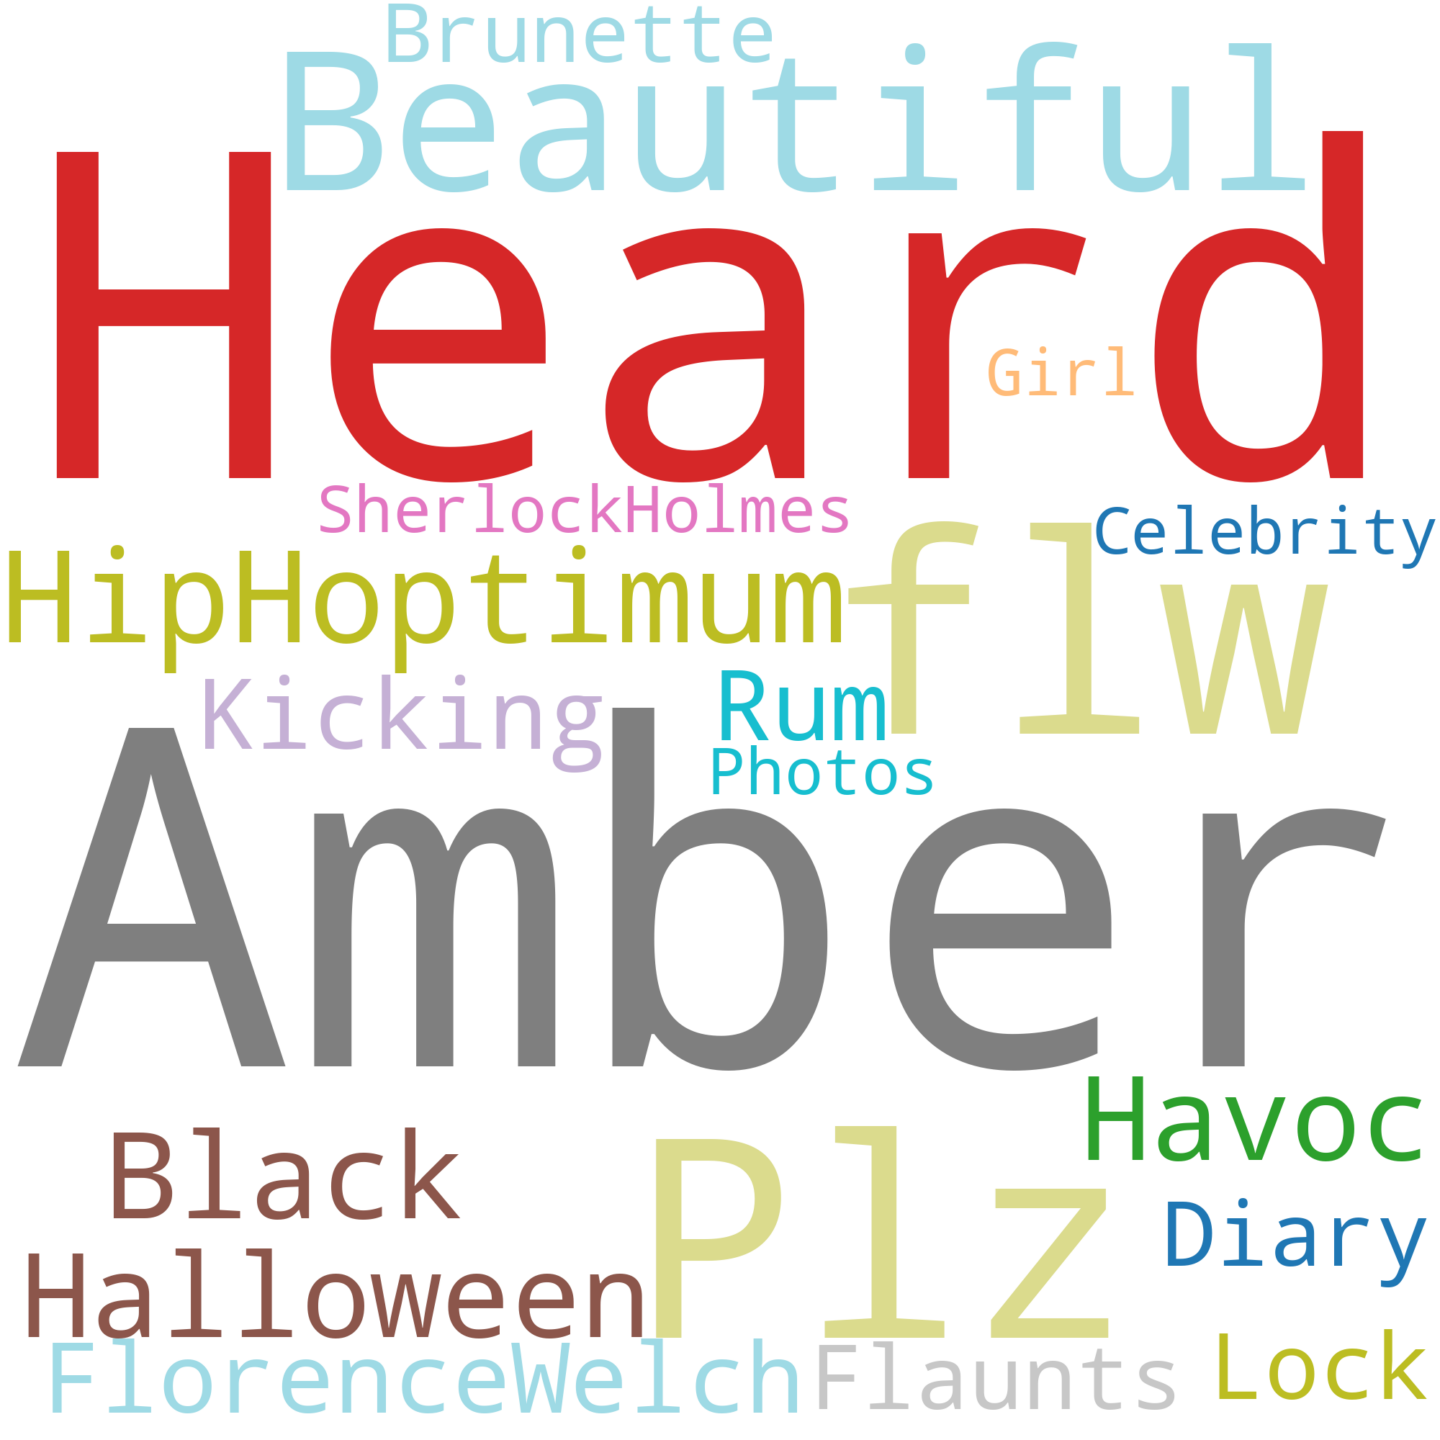 Brunette
Beautiful
Heard
Girl
SherlockHolmes
Celebrity
HipHoptimum
flw
Kicking
Rum
Photos
Amber
Havoc
Black
Plz
Diary
Halloween
FlorenceWelch
Flaunts
Lock